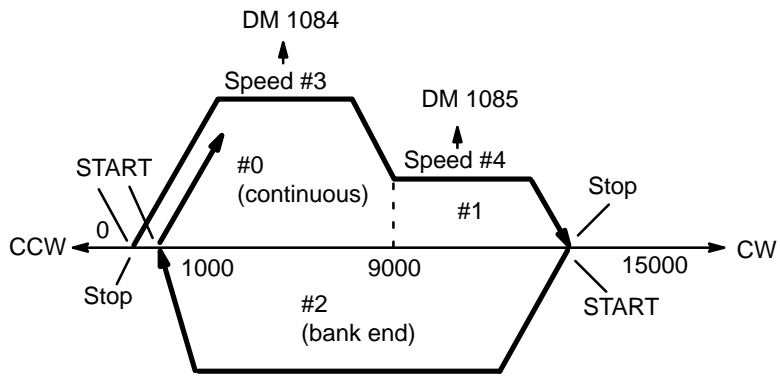 DM 1084
Speed #3
DM 1085
START
#0
(continuous)
Speed #4
Stop
#1
0
CCW
CW
1000
9000
15000
Stop
#2
(bank end)
START